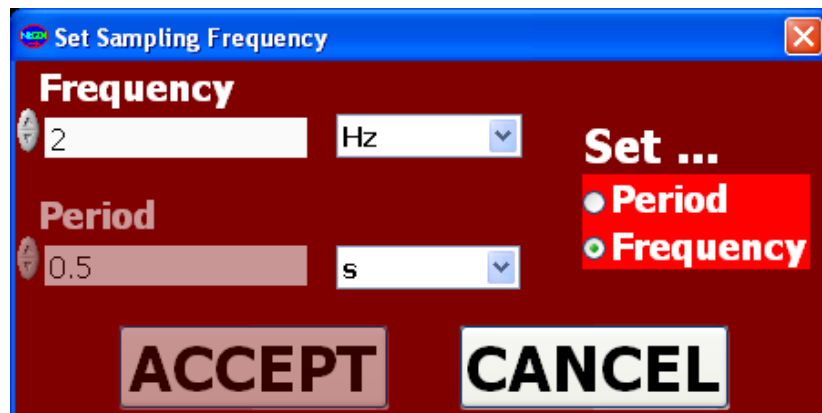 Set Sampling Frequency
Frequency
2 Hz
Set ...
Period
Period
Frequency
0.5 s
ACCEPT CANCEL